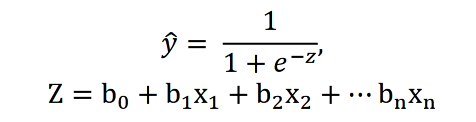 ŷ = 1 / (1 + e^{−z}),
Z = b₀ + b₁x₁ + b₂x₂ + ⋯ bₙxₙ